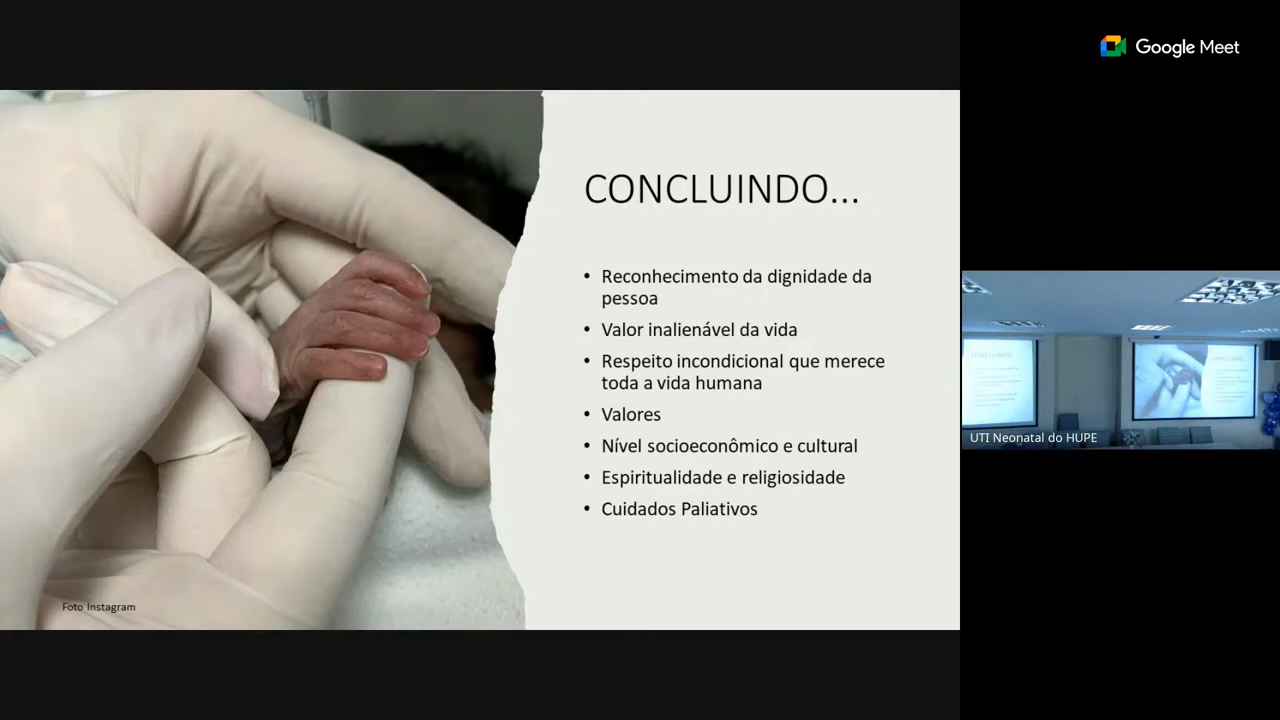 Google Meet
CONCLUINDO...
• Reconhecimento da dignidade da
pessoa
• Valor inalienável da vida
• Respeito incondicional que merece
toda a vida humana
• Valores
• Nível socioeconômico e cultural
• Espiritualidade e religiosidade
• Cuidados Paliativos
Foto Instagram
UTI Neonatal do HUPE